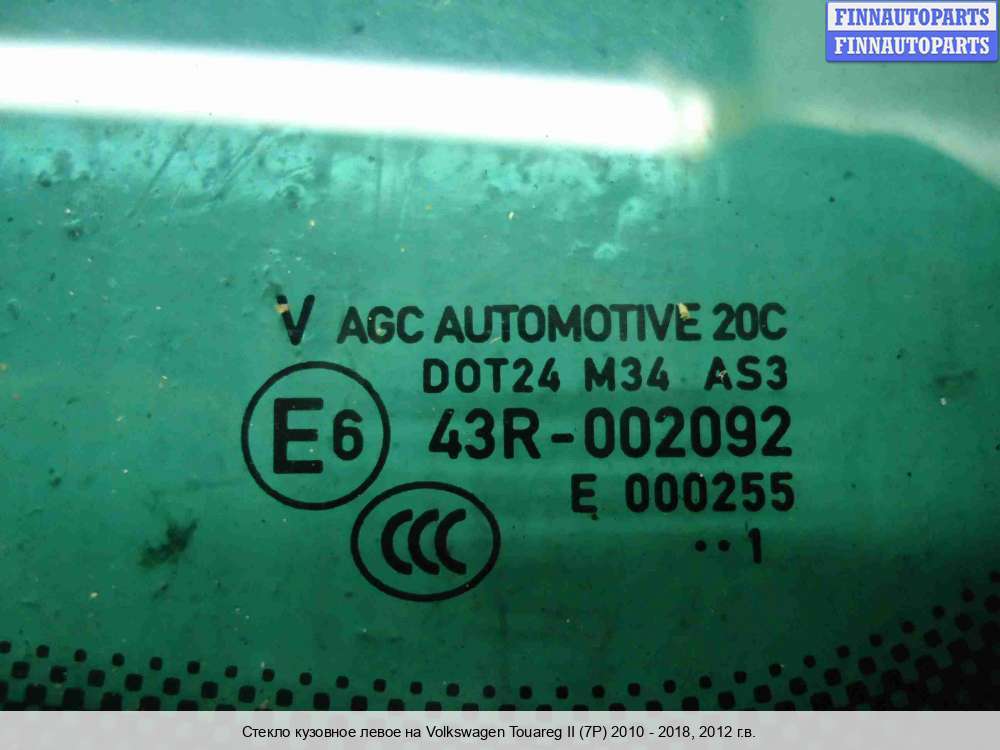 FINNAUTOPARTS
FINNAUTOPARTS
V AGC AUTOMOTIVE 20C
DOT24 M34 AS3
E6 43R-002092
E 000255
CCC
··1
Стекло кузовное левое на Volkswagen Touareg II (7P) 2010 - 2018, 2012 г.в.